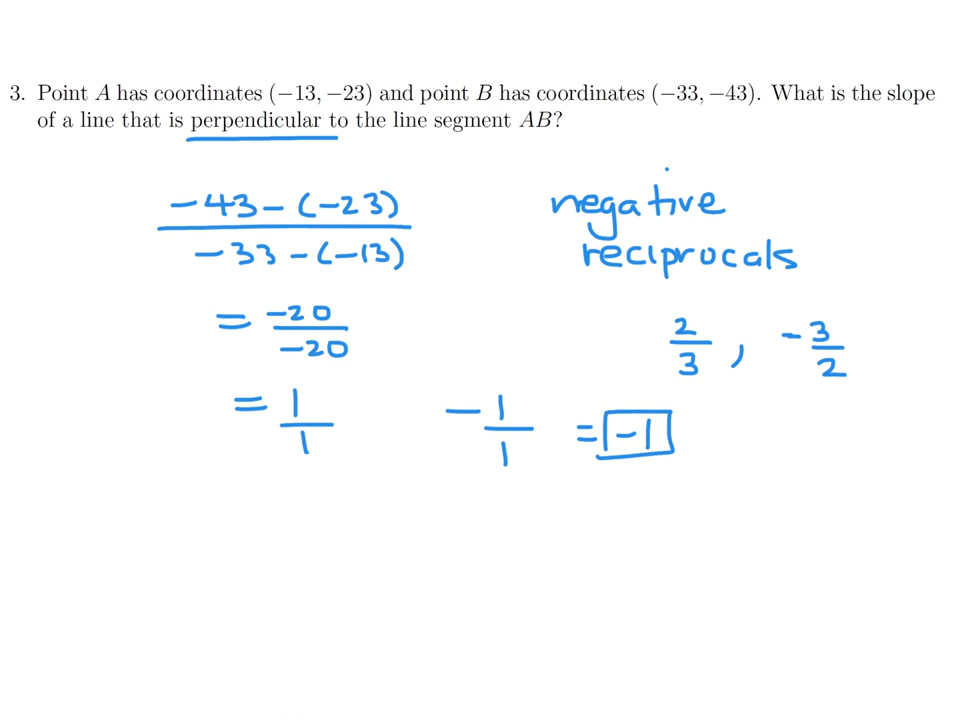 3. Point A has coordinates (−13, −23) and point B has coordinates (−33, −43). What is the slope
of a line that is perpendicular to the line segment AB?
−43−(−23)
−33−(−13)
negative
reciprocals
= −20
−20
2/3 , −3/2
= 1/1
−1/1 = −1